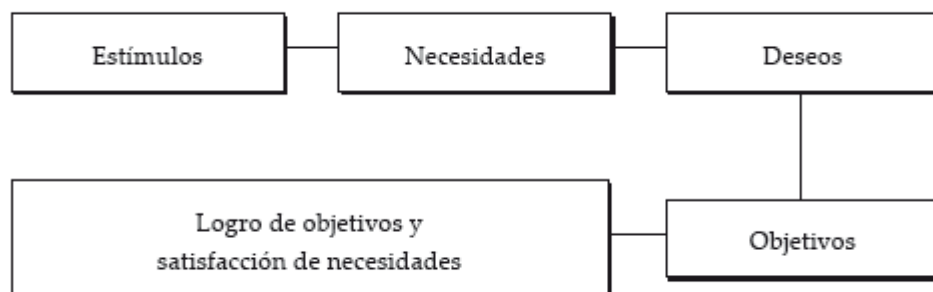 Estímulos
Necesidades
Deseos
Logro de objetivos y
satisfacción de necesidades
Objetivos